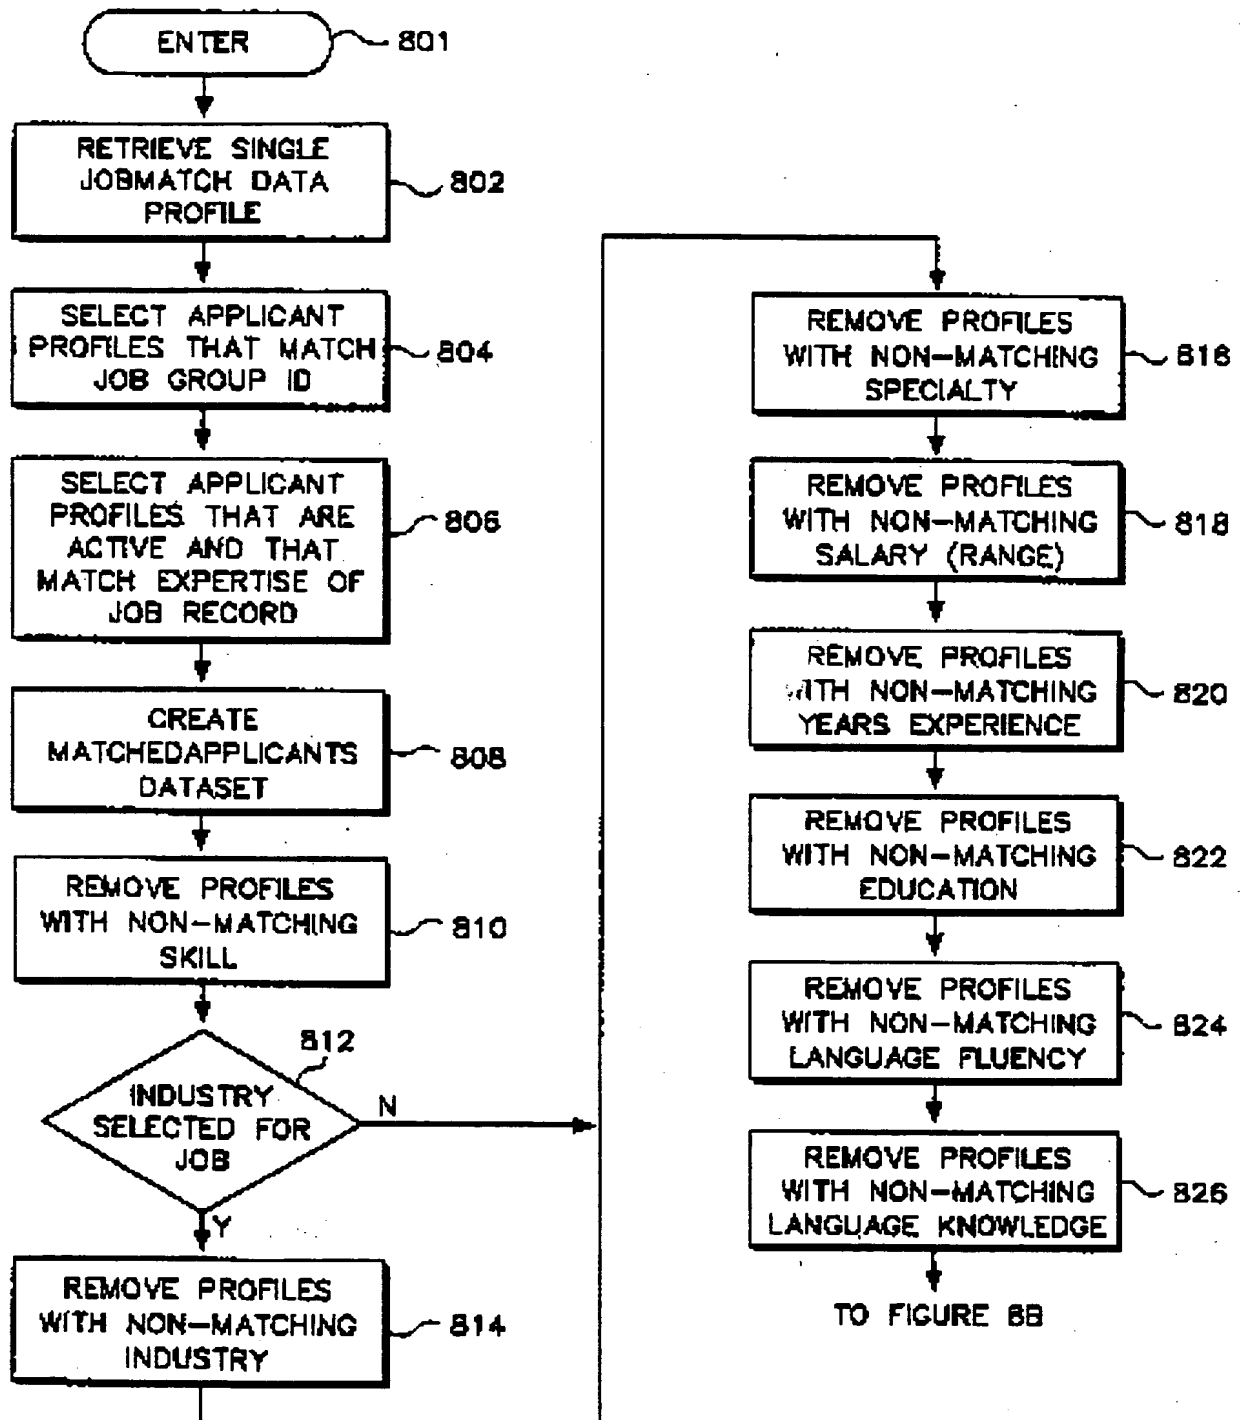 ENTER
801
RETRIEVE SINGLE
JOBMATCH DATA
PROFILE
802
SELECT APPLICANT
PROFILES THAT MATCH
JOB GROUP ID
804
SELECT APPLICANT
PROFILES THAT ARE
ACTIVE AND THAT
MATCH EXPERTISE OF
JOB RECORD
806
CREATE
MATCHEDAPPLICANTS
DATASET
808
REMOVE PROFILES
WITH NON-MATCHING
SKILL
810
812
INDUSTRY
SELECTED FOR
JOB
N
Y
REMOVE PROFILES
WITH NON-MATCHING
INDUSTRY
814
REMOVE PROFILES
WITH NON-MATCHING
SPECIALTY
816
REMOVE PROFILES
WITH NON-MATCHING
SALARY (RANGE)
818
REMOVE PROFILES
WITH NON-MATCHING
YEARS EXPERIENCE
820
REMOVE PROFILES
WITH NON-MATCHING
EDUCATION
822
REMOVE PROFILES
WITH NON-MATCHING
LANGUAGE FLUENCY
824
REMOVE PROFILES
WITH NON-MATCHING
LANGUAGE KNOWLEDGE
826
TO FIGURE 8B